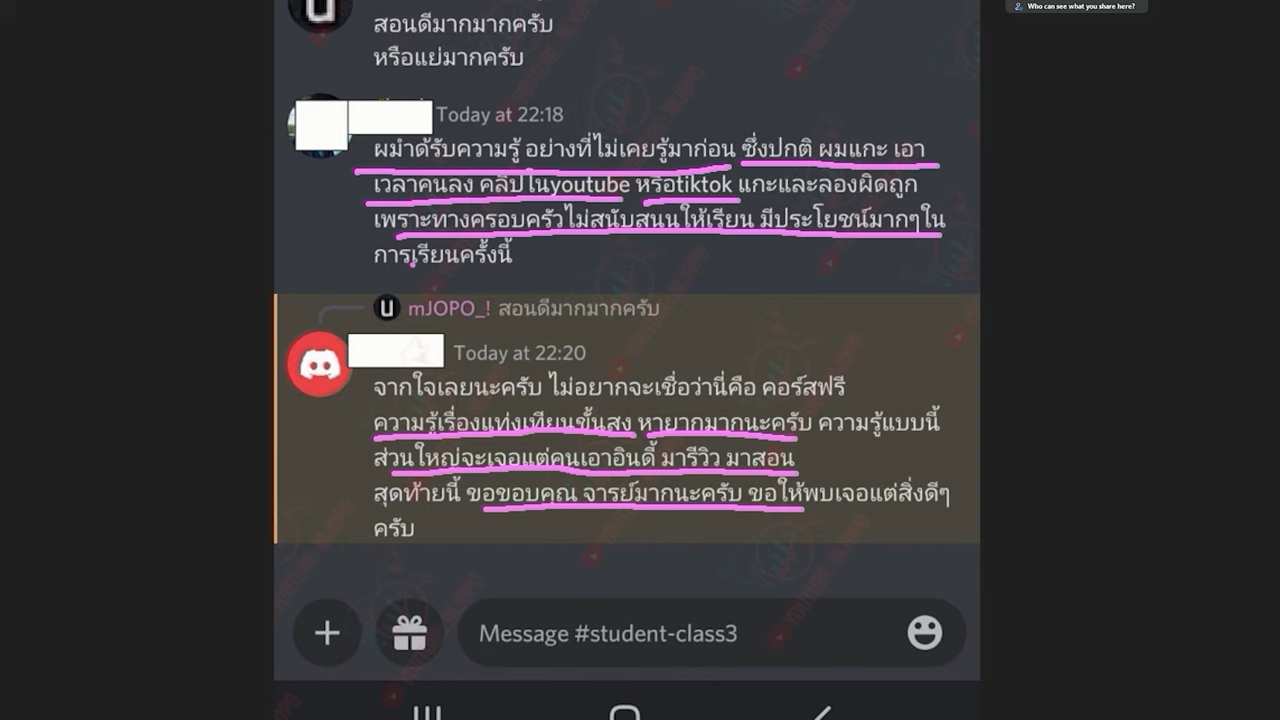 Who can see what you share here?
สอนดีมากมากครับ
หรือแย่มากครับ
Today at 22:18
ผมำด้รับความรู้ อย่างที่ไม่เคยรู้มาก่อน ซึ่งปกติ ผมแกะ เอา
เวลาคนลง คลิปในyoutube หรือtiktok แกะและลองผิดถูก
เพราะทางครอบครัวไม่สนับสนนให้เรียน มีประโยชน์มากๆใน
การเรียนครั้งนี้
mJOPO_! สอนดีมากมากครับ
Today at 22:20
จากใจเลยนะครับ ไม่อยากจะเชื่อว่านี่คือ คอร์สฟรี
ความรู้เรื่องแท่งเทียนขั้นสูง หายากมากนะครับ ความรู้แบบนี้
ส่วนใหญ่จะเจอแต่คนเอาอินดี้ มารีวิว มาสอน
สุดท้ายนี้ ขอขอบคุณ จารย์มากนะครับ ขอให้พบเจอแต่สิ่งดีๆ
ครับ
Message #student-class3